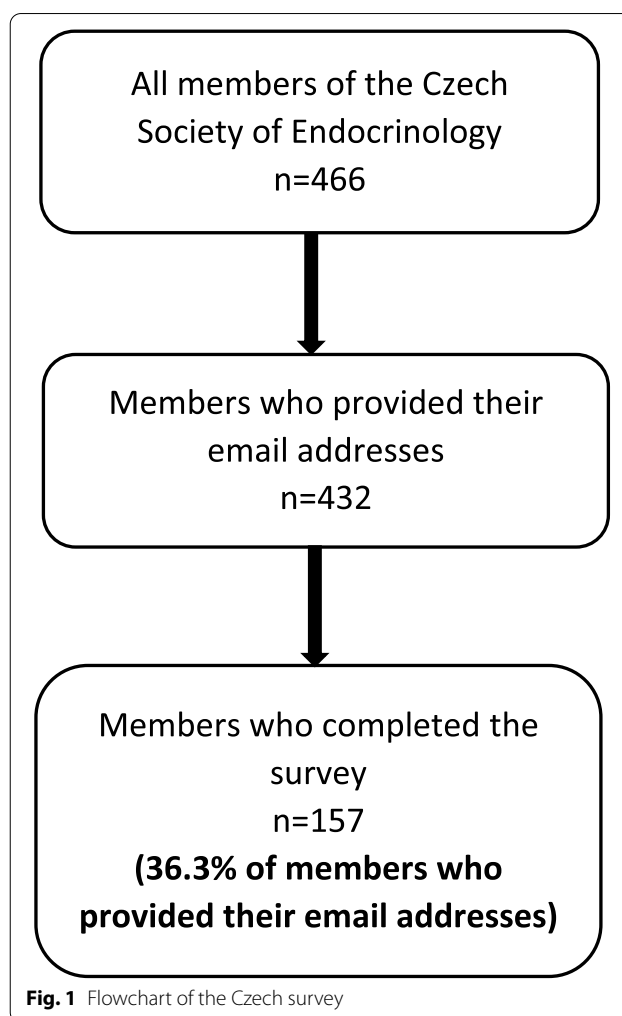 All members of the Czech
Society of Endocrinology
n=466
Members who provided their
email addresses
n=432
Members who completed the
survey
n=157
(36.3% of members who
provided their email addresses)
Fig. 1 Flowchart of the Czech survey